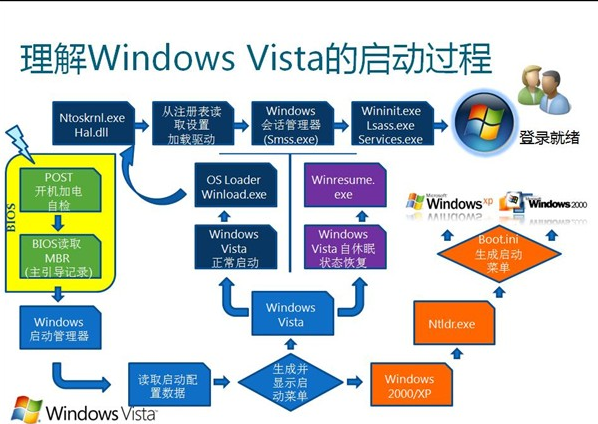 理解Windows Vista的启动过程
Ntoskrnl.exe
Hal.dll
从注册表读
取设置
加载驱动
Windows
会话管理器
(Smss.exe)
Wininit.exe
Lsass.exe
Services.exe
登录就绪
BIOS
POST
开机加电
自检
BIOS读取
MBR
(主引导记录)
Windows
启动管理器
读取启动配
置数据
生成并
显示启
动菜单
Windows
Vista
Windows
Vista
正常启动
OS Loader
Winload.exe
Windows
Vista 自休眠
状态恢复
Winresume.
exe
Windows
2000/XP
Ntldr.exe
Boot.ini
生成启动
菜单
Microsoft
Windows xp
Windows 2000
Windows Vista